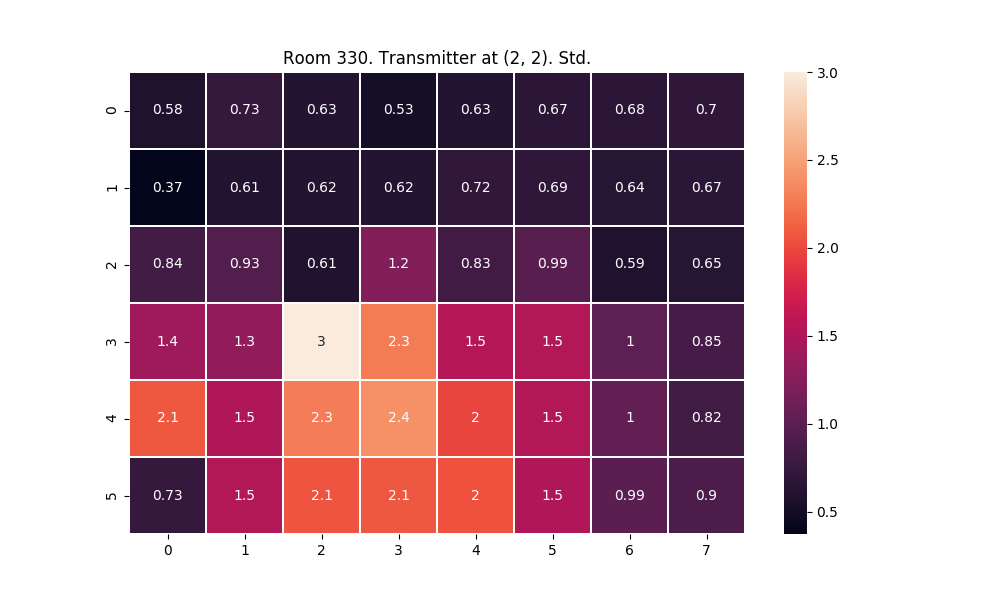 Room 330. Transmitter at (2, 2). Std.
0 0.58 0.73 0.63 0.53 0.63 0.67 0.68 0.7
1 0.37 0.61 0.62 0.62 0.72 0.69 0.64 0.67
2 0.84 0.93 0.61 1.2 0.83 0.99 0.59 0.65
3 1.4 1.3 3 2.3 1.5 1.5 1 0.85
4 2.1 1.5 2.3 2.4 2 1.5 1 0.82
5 0.73 1.5 2.1 2.1 2 1.5 0.99 0.9
0 1 2 3 4 5 6 7
3.0
2.5
2.0
1.5
1.0
0.5